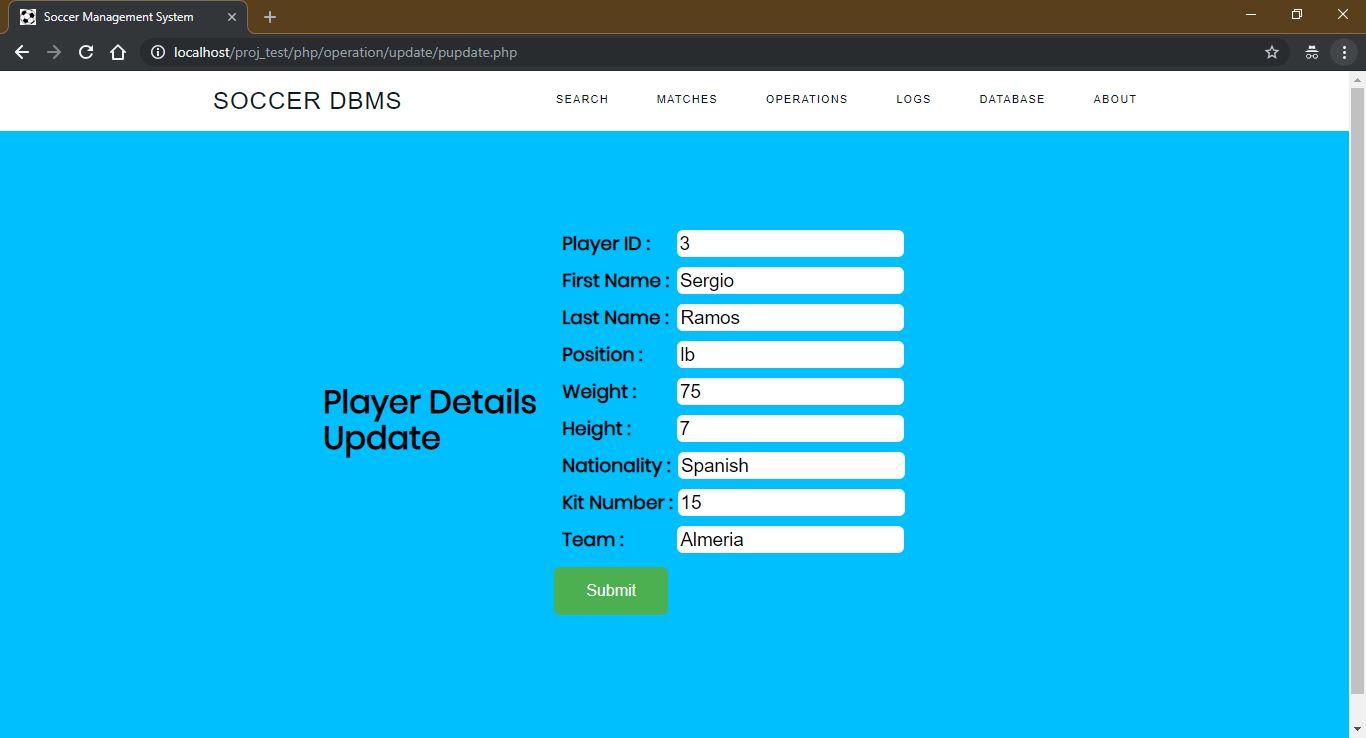 Soccer Management System
localhost/proj_test/php/operation/update/pupdate.php
SOCCER DBMS SEARCH MATCHES OPERATIONS LOGS DATABASE ABOUT
Player Details
Update
Player ID : 3
First Name : Sergio
Last Name : Ramos
Position : lb
Weight : 75
Height : 7
Nationality : Spanish
Kit Number : 15
Team : Almeria
Submit